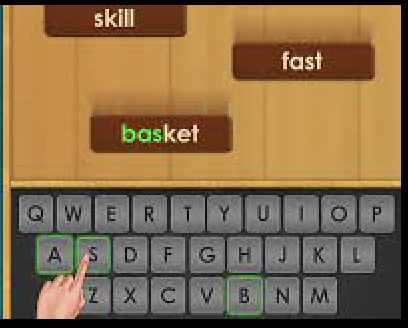 skill
fast
basket
Q W E R T Y U I O P
A S D F G H J K L
Z X C V B N M